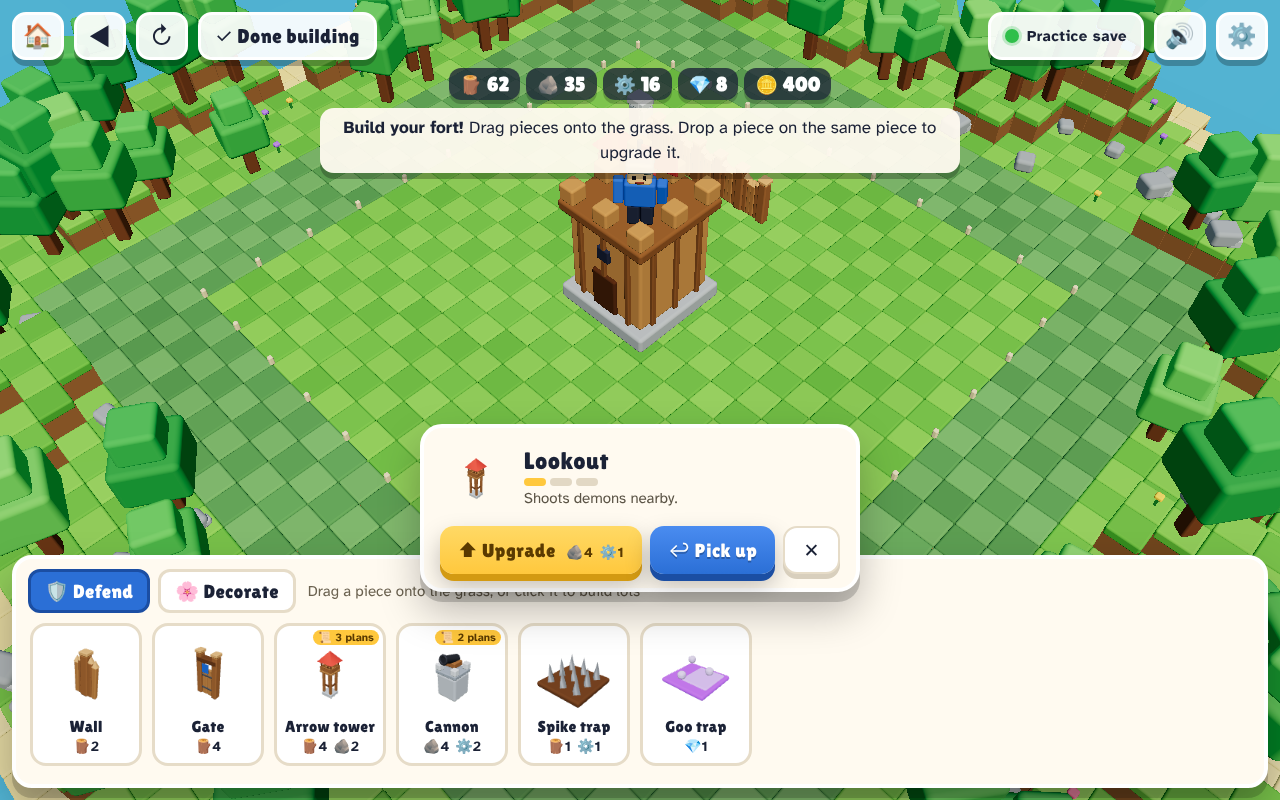 Done building
Practice save
62
35
16
8
400
Build your fort! Drag pieces onto the grass. Drop a piece on the same piece to
upgrade it.
Lookout
Shoots demons nearby.
Upgrade 4 1
Pick up
Defend
Decorate
Drag a piece onto the grass, or click it to build lots
3 plans
2 plans
Wall
2
Gate
4
Arrow tower
4 2
Cannon
4 2
Spike trap
1 1
Goo trap
1